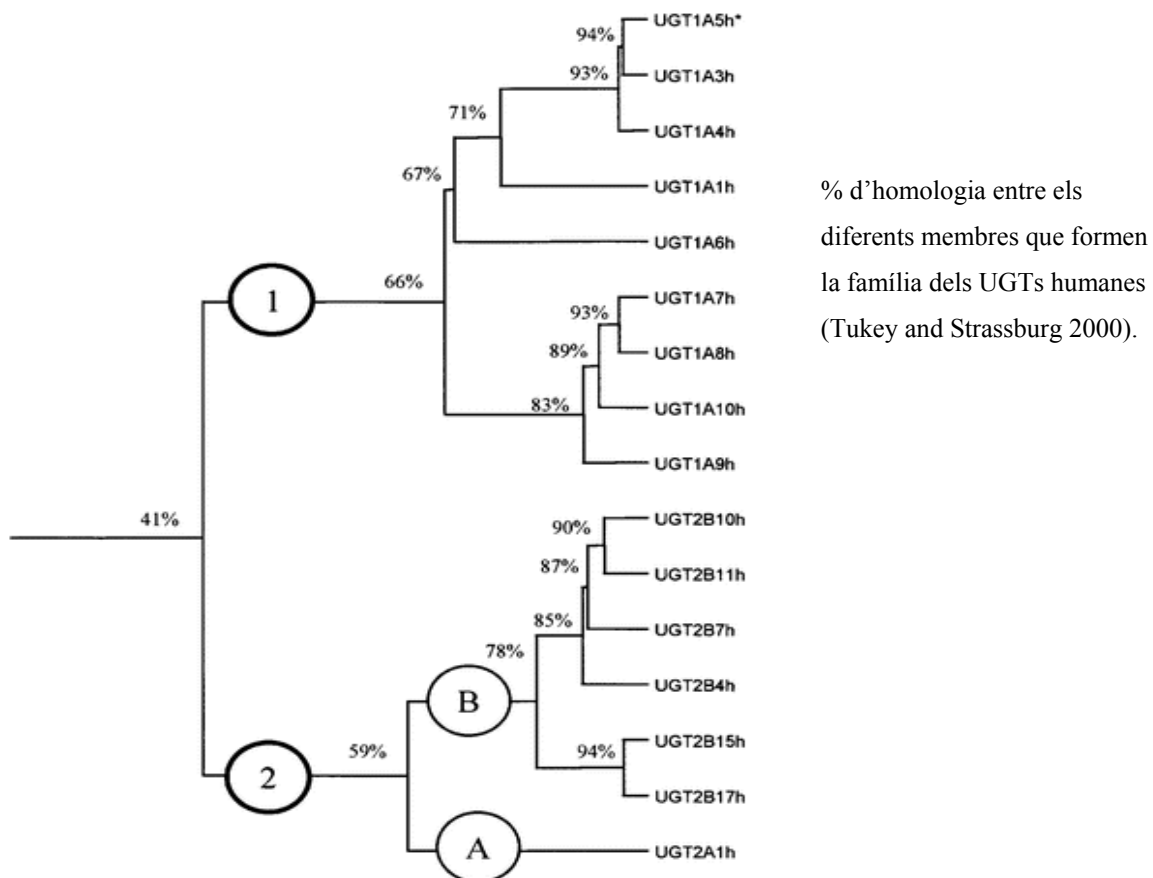 UGT1A5h*
94%
UGT1A3h
93%
71%
UGT1A4h
67%
UGT1A1h
UGT1A6h
1
66%
UGT1A7h
93%
UGT1A8h
89%
UGT1A10h
83%
UGT1A9h
41%
UGT2B10h
90%
UGT2B11h
87%
UGT2B7h
85%
78%
UGT2B4h
B
UGT2B15h
94%
59%
2
UGT2B17h
A
UGT2A1h
% d’homologia entre els
diferents membres que formen
la família dels UGTs humanes
(Tukey and Strassburg 2000).